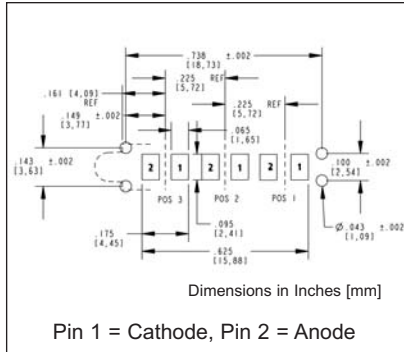 .738 ±.002
[18,73]
.225 REF
[5,72]
.161 [4,09]
REF
.149 ±.002
[3,77]
.225 REF
[5,72]
.065
[1,65]
.143 ±.002
[3,63]
.100 ±.002
[2,54]
2 1 2 1 2 1
POS 3 POS 2 POS 1
.175
[4,45]
.095
[2,41]
Ø.043 ±.002
[1,09]
.625
[15,88]
Dimensions in Inches [mm]
Pin 1 = Cathode, Pin 2 = Anode